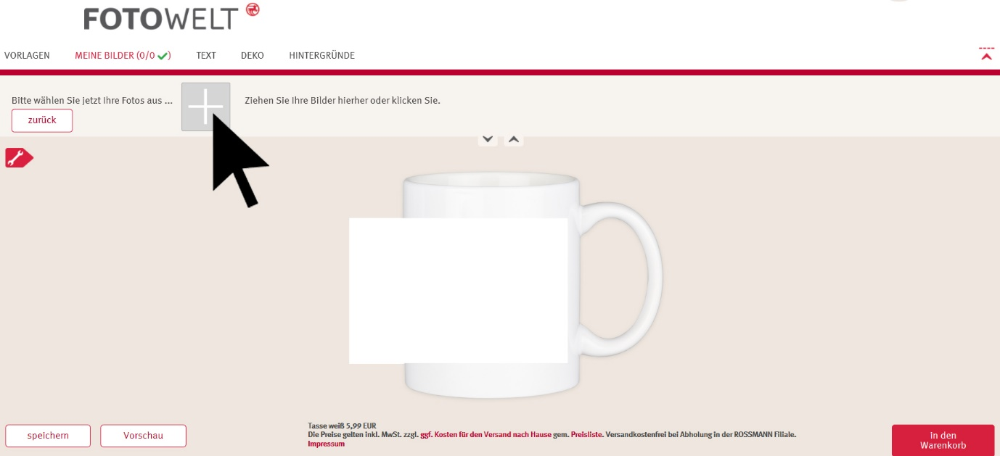 FOTOWELT
VORLAGEN MEINE BILDER (0/0 ) TEXT DEKO HINTERGRÜNDE
Bitte wählen Sie jetzt Ihre Fotos aus ... Ziehen Sie Ihre Bilder hierher oder klicken Sie.
zurück
speichern Vorschau
Tasse weiß 5,99 EUR
Die Preise gelten inkl. MwSt. zzgl. ggf. Kosten für den Versand nach Hause gem. Preisliste. Versandkostenfrei bei Abholung in der ROSSMANN Filiale.
Impressum
in den
Warenkorb